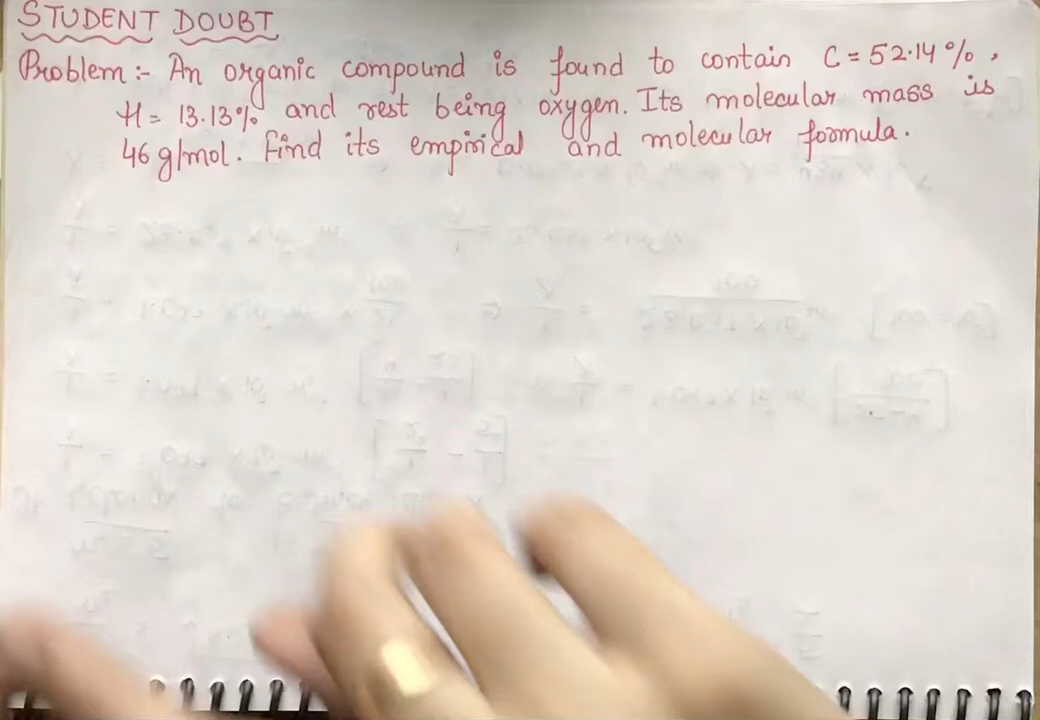 STUDENT DOUBT
Problem:- An organic compound is found to contain C = 52.14%,
H = 13.13% and rest being oxygen. Its molecular mass is
46 g/mol. Find its empirical and molecular formula.